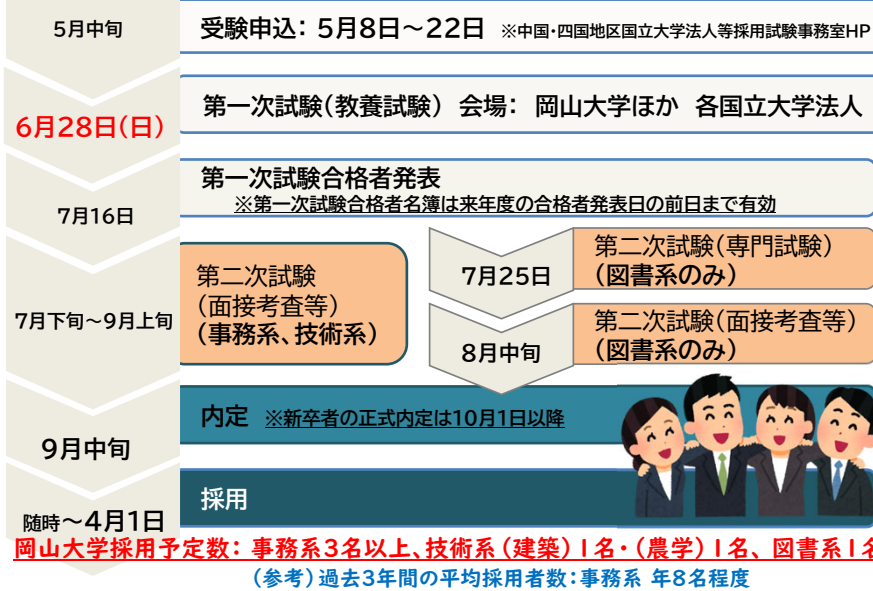 5月中旬
受験申込：5月8日～22日 ※中国・四国地区国立大学法人等採用試験事務室HP
6月28日(日)
第一次試験(教養試験) 会場： 岡山大学ほか 各国立大学法人
7月16日
第一次試験合格者発表
※第一次試験合格者名簿は来年度の合格者発表日の前日まで有効
7月下旬～9月上旬
第二次試験
(面接考査等)
(事務系、技術系)
7月25日
第二次試験(専門試験)
(図書系のみ)
8月中旬
第二次試験(面接考査等)
(図書系のみ)
9月中旬
内定 ※新卒者の正式内定は10月1日以降
随時～4月1日
採用
岡山大学採用予定数：事務系3名以上、技術系(建築)1名・(農学)1名、図書系1名
(参考)過去3年間の平均採用者数：事務系 年8名程度